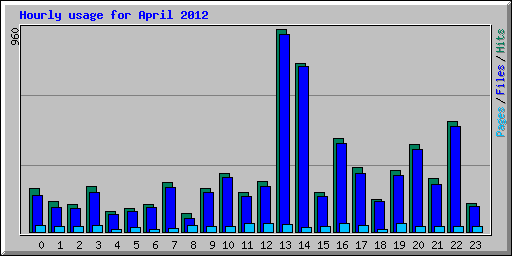 Hourly usage for April 2012
960
Pages / Files / Hits
0 1 2 3 4 5 6 7 8 9 10 11 12 13 14 15 16 17 18 19 20 21 22 23